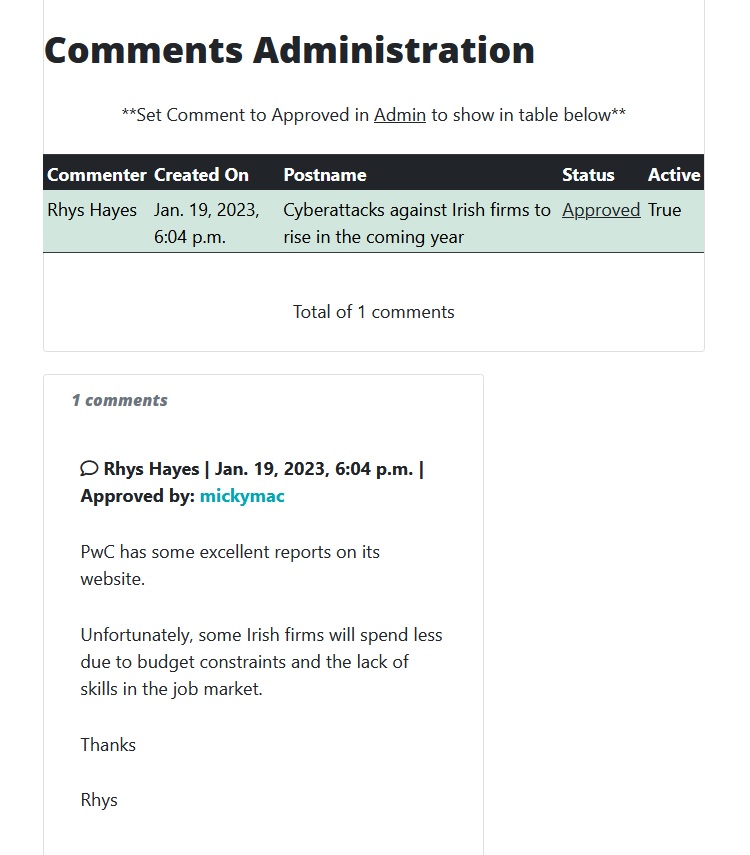 Comments Administration
**Set Comment to Approved in Admin to show in table below**
Commenter Created On Postname Status Active
Rhys Hayes Jan. 19, 2023, Cyberattacks against Irish firms to Approved True
6:04 p.m. rise in the coming year
Total of 1 comments
1 comments
Rhys Hayes | Jan. 19, 2023, 6:04 p.m. |
Approved by: mickymac
PwC has some excellent reports on its
website.
Unfortunately, some Irish firms will spend less
due to budget constraints and the lack of
skills in the job market.
Thanks
Rhys